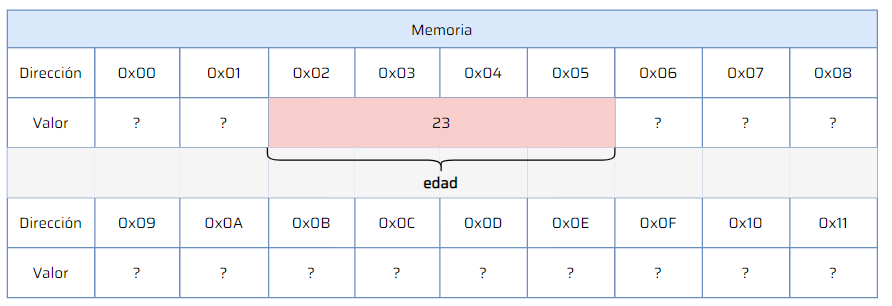 Memoria
Dirección 0x00 0x01 0x02 0x03 0x04 0x05 0x06 0x07 0x08
Valor ? ? 23 ? ? ?
edad
Dirección 0x09 0x0A 0x0B 0x0C 0x0D 0x0E 0x0F 0x10 0x11
Valor ? ? ? ? ? ? ? ? ?